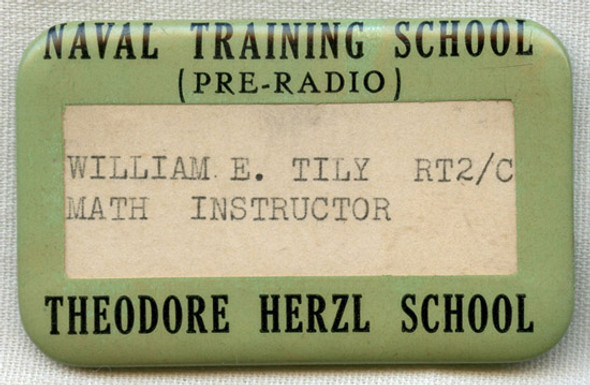 NAVAL TRAINING SCHOOL
(PRE-RADIO)
WILLIAM E. TILY RT2/C
MATH INSTRUCTOR
THEODORE HERZL SCHOOL